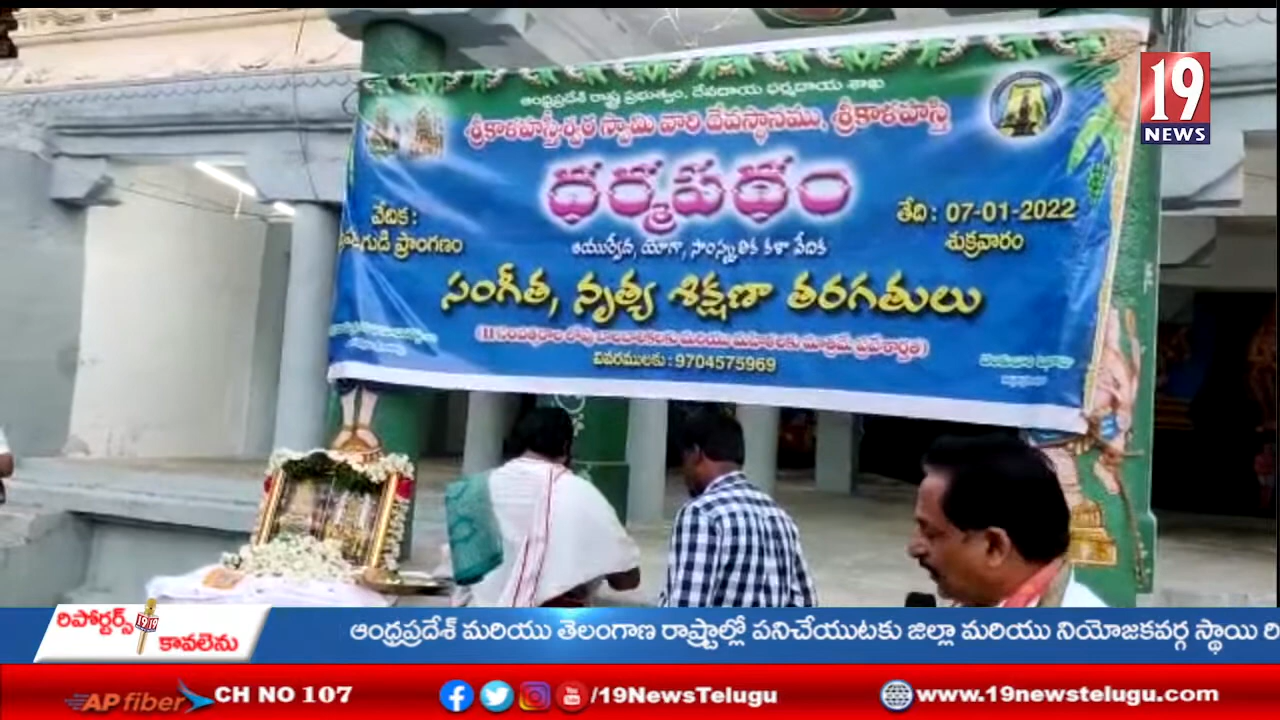 ఆంధ్రప్రదేశ్ రాష్ట్ర ప్రభుత్వం, దేవదాయ ధర్మదాయ శాఖ
శ్రీకాళహస్తీశ్వర స్వామి వారి దేవస్థానము, శ్రీకాళహస్తి
19
NEWS
ధర్మపథం
వేదిక :
గుడి ప్రాంగణం
తేది : 07-01-2022
శుక్రవారం
ఆయుర్వేద, యోగా, సాంస్కృతిక కళా వేదిక
సంగీత, నృత్య శిక్షణా తరగతులు
వివరములకు : 9704575969
రిపోర్టర్స్
కావలెను
ఆంధ్రప్రదేశ్ మరియు తెలంగాణ రాష్ట్రాల్లో పనిచేయుటకు జిల్లా మరియు నియోజకవర్గ స్థాయి రి
AP fiber CH NO 107
/19NewsTelugu
www.19newstelugu.com